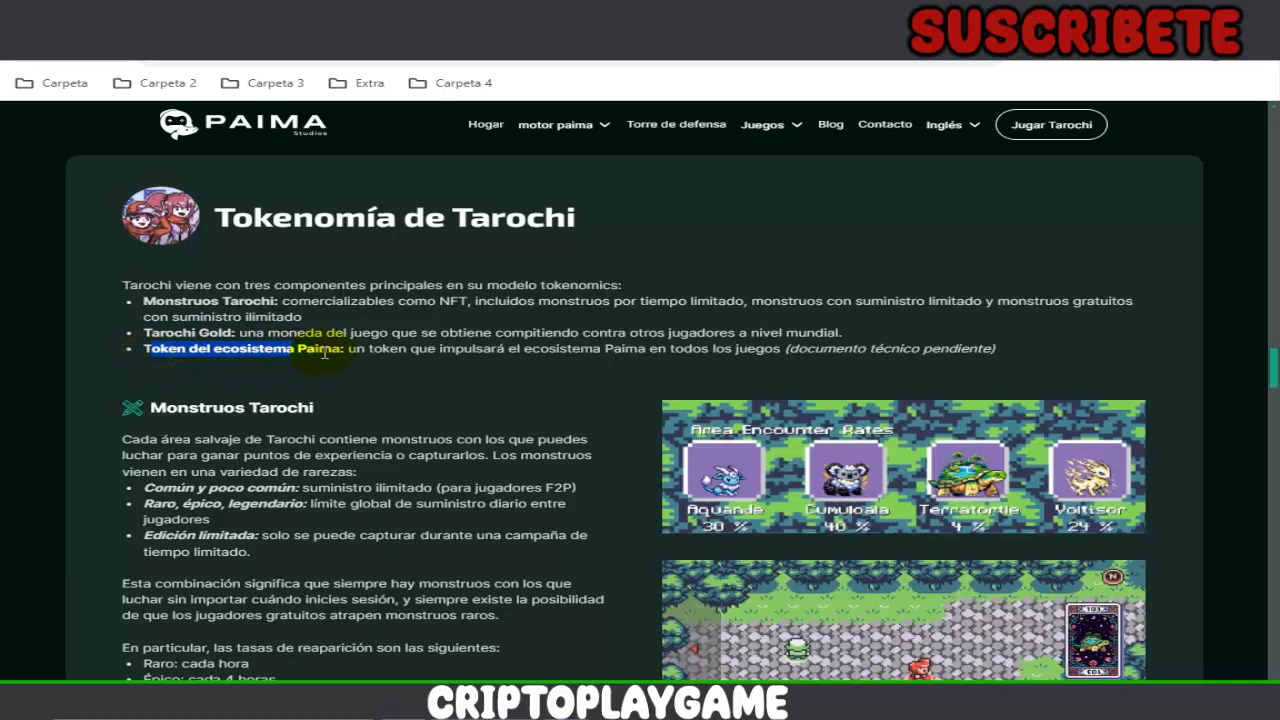 SUSCRIBETE
Carpeta Carpeta 2 Carpeta 3 Extra Carpeta 4
PAIMA Studios Hogar motor paima Torre de defensa Juegos Blog Contacto Inglés Jugar Tarochi
Tokenomía de Tarochi
Tarochi viene con tres componentes principales en su modelo tokenomics:
• Monstruos Tarochi: comercializables como NFT, incluidos monstruos por tiempo limitado, monstruos con suministro limitado y monstruos gratuitos
con suministro ilimitado
• Tarochi Gold: una moneda del juego que se obtiene compitiendo contra otros jugadores a nivel mundial.
• Token del ecosistema Paima: un token que impulsará el ecosistema Paima en todos los juegos (documento técnico pendiente)
Monstruos Tarochi
Cada área salvaje de Tarochi contiene monstruos con los que puedes
luchar para ganar puntos de experiencia o capturarlos. Los monstruos
vienen en una variedad de rarezas:
• Común y poco común: suministro ilimitado (para jugadores F2P)
• Raro, épico, legendario: límite global de suministro diario entre
jugadores
• Edición limitada: solo se puede capturar durante una campaña de
tiempo limitado.
Esta combinación significa que siempre hay monstruos con los que
luchar sin importar cuándo inicies sesión, y siempre existe la posibilidad
de que los jugadores gratuitos atrapen monstruos raros.
En particular, las tasas de reaparición son las siguientes:
• Raro: cada hora
• Épico: cada 4 horas
Area Encounter Rates
Aquande Cumuloala Terratortle Voltisor
30 % 40 % 4 % 24 %
N
CRIPTOPLAYGAME